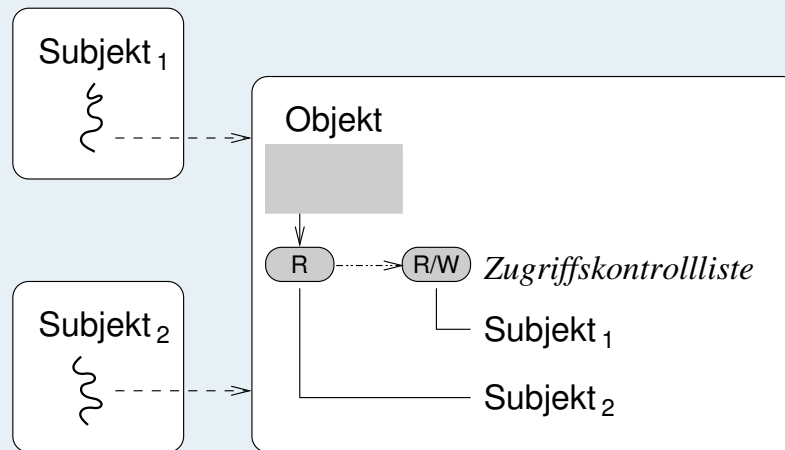 Subjekt 1
Objekt
R
R/W
Zugriffskontrollliste
Subjekt 1
Subjekt 2
Subjekt 2